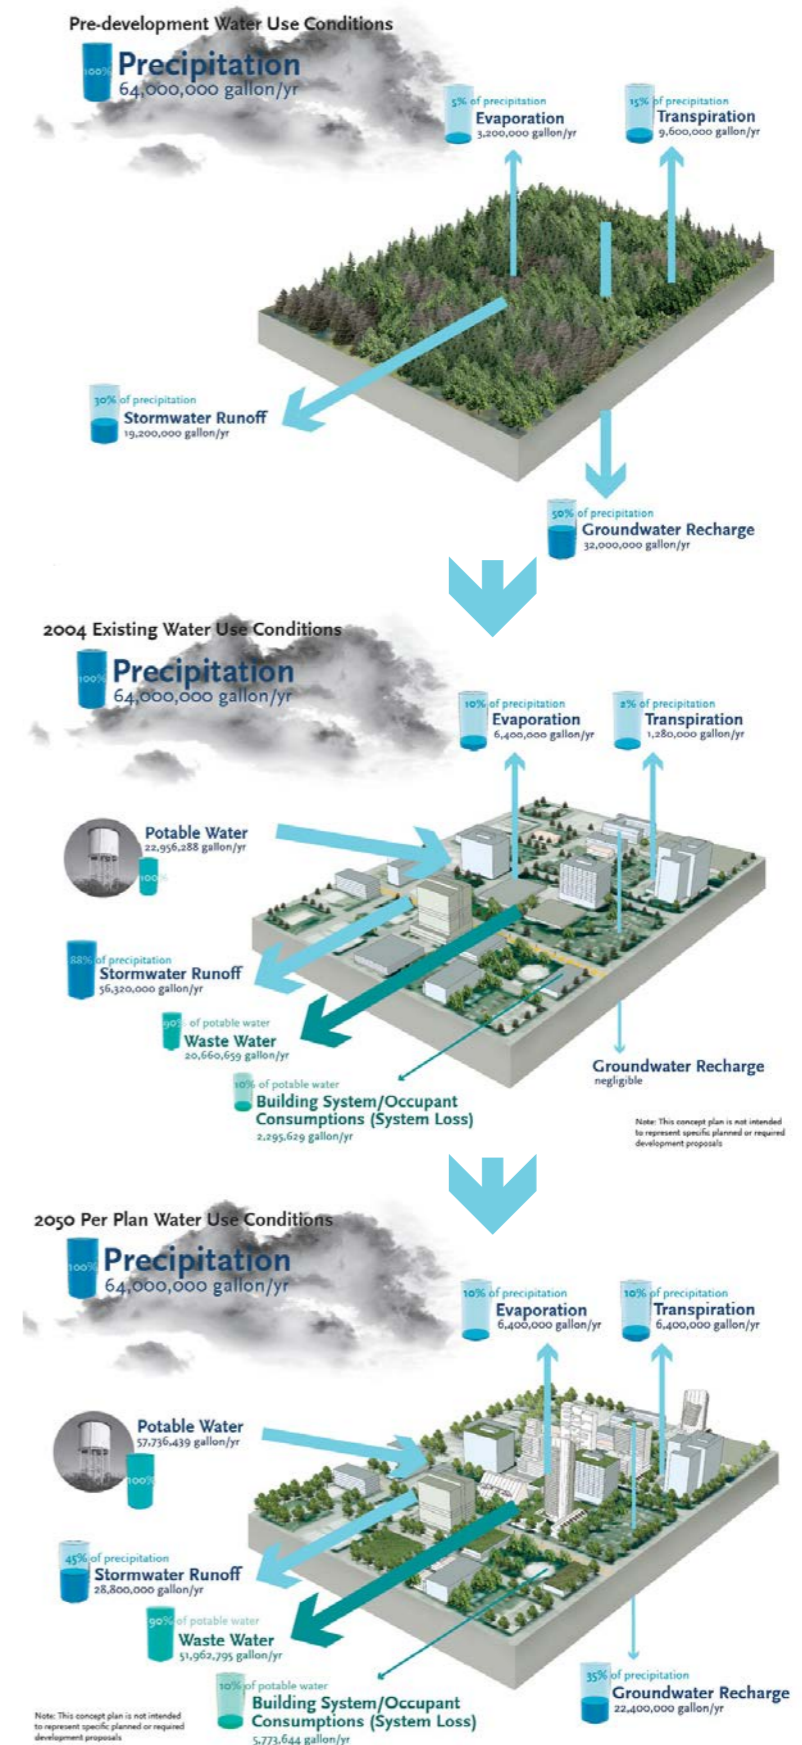 Pre-development Water Use Conditions
100%
Precipitation
64,000,000 gallon/yr
5% of precipitation
Evaporation
3,200,000 gallon/yr
15% of precipitation
Transpiration
9,600,000 gallon/yr
30% of precipitation
Stormwater Runoff
19,200,000 gallon/yr
50% of precipitation
Groundwater Recharge
32,000,000 gallon/yr
2004 Existing Water Use Conditions
100%
Precipitation
64,000,000 gallon/yr
10% of precipitation
Evaporation
6,400,000 gallon/yr
2% of precipitation
Transpiration
1,280,000 gallon/yr
Potable Water
22,956,288 gallon/yr
100%
88% of precipitation
Stormwater Runoff
56,320,000 gallon/yr
90% of potable water
Waste Water
20,660,659 gallon/yr
10% of potable water
Building System/Occupant
Consumptions (System Loss)
2,295,629 gallon/yr
Groundwater Recharge
negligible
Note: This concept plan is not intended
to represent specific planned or required
development proposals
2050 Per Plan Water Use Conditions
100%
Precipitation
64,000,000 gallon/yr
10% of precipitation
Evaporation
6,400,000 gallon/yr
10% of precipitation
Transpiration
6,400,000 gallon/yr
Potable Water
57,736,439 gallon/yr
100%
45% of precipitation
Stormwater Runoff
28,800,000 gallon/yr
90% of potable water
Waste Water
51,962,795 gallon/yr
10% of potable water
Building System/Occupant
Consumptions (System Loss)
5,773,644 gallon/yr
35% of precipitation
Groundwater Recharge
22,400,000 gallon/yr
Note: This concept plan is not intended
to represent specific planned or required
development proposals